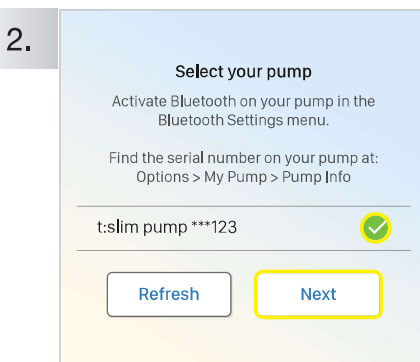 2.
Select your pump
Activate Bluetooth on your pump in the
Bluetooth Settings menu.
Find the serial number on your pump at:
Options > My Pump > Pump Info
t:slim pump ***123
Refresh
Next